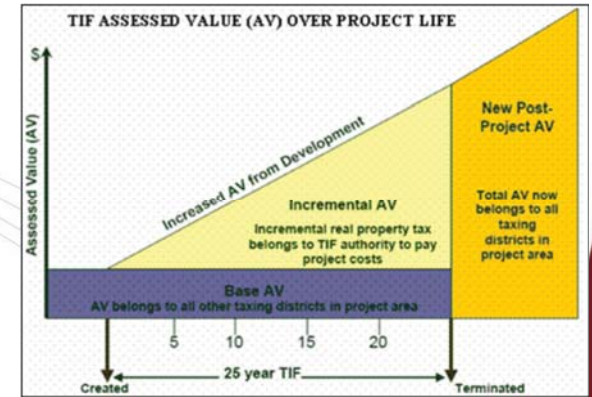 TIF ASSESSED VALUE (AV) OVER PROJECT LIFE
$
Assessed Value (AV)
Increased AV from Development
New Post-
Project AV
Incremental AV
Incremental real property tax
belongs to TIF authority to pay
project costs
Total AV now
belongs to all
taxing
districts in
project area
Base AV
AV belongs to all other taxing districts in project area
5 10 15 20
25 year TIF
Created Terminated